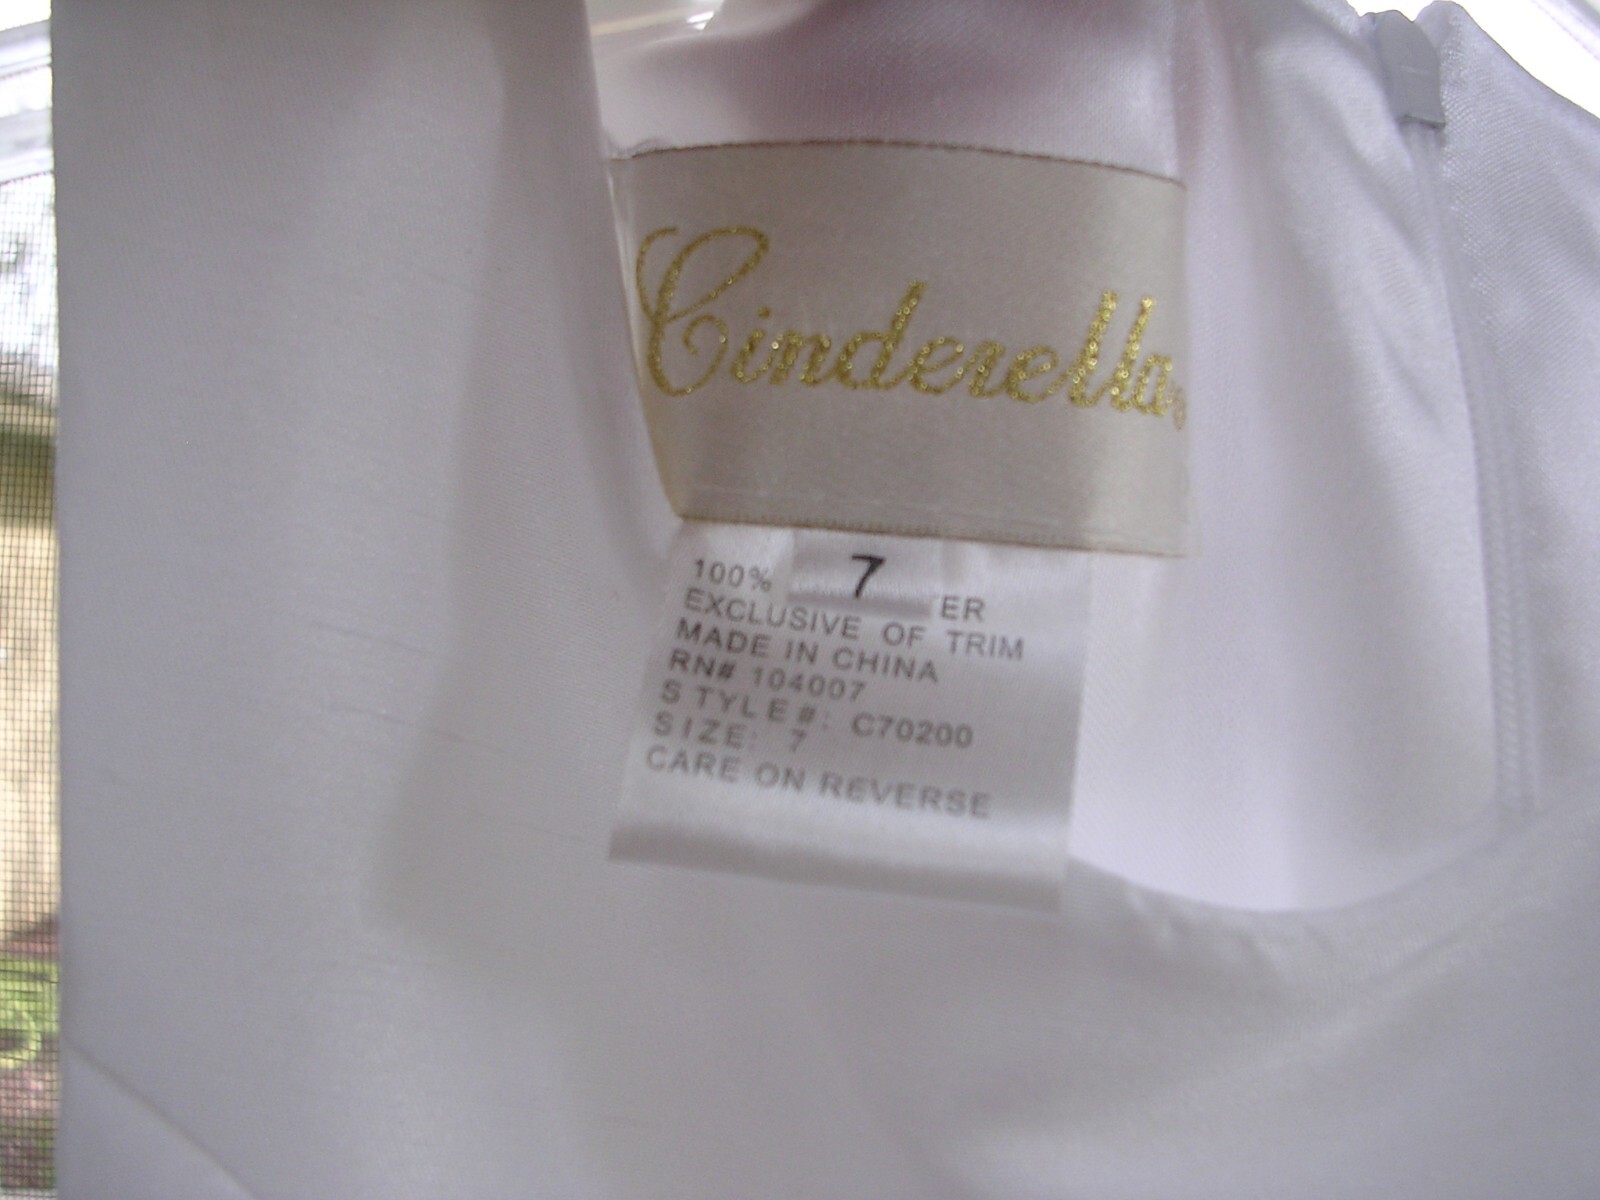 Cinderella
7
100% ER
EXCLUSIVE OF TRIM
MADE IN CHINA
RN# 104007
STYLE#: C70200
SIZE: 7
CARE ON REVERSE